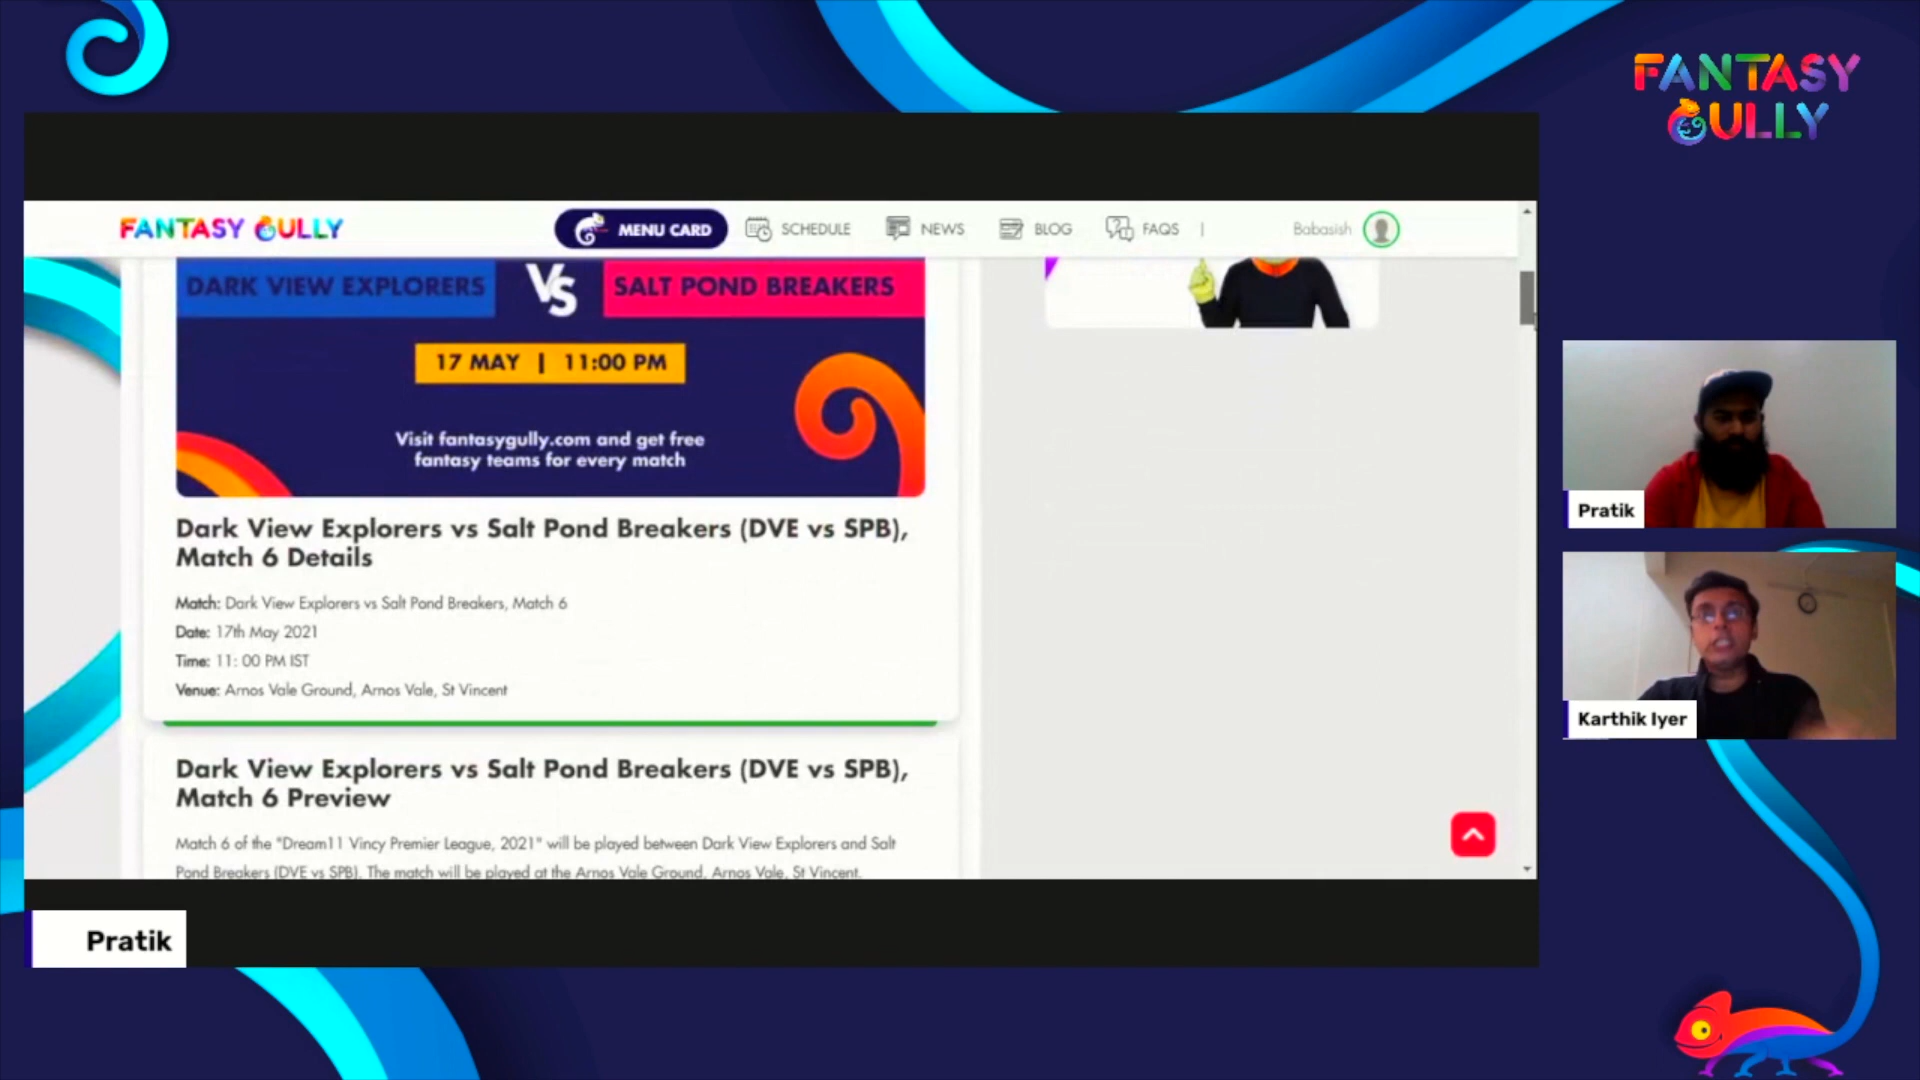 FANTASY
GULLY
FANTASY GULLY
MENU CARD
SCHEDULE
NEWS
BLOG
FAQS
|
Babasish
DARK VIEW EXPLORERS
VS
SALT POND BREAKERS
17 MAY | 11:00 PM
Visit fantasygully.com and get free
fantasy teams for every match
Dark View Explorers vs Salt Pond Breakers (DVE vs SPB),
Match 6 Details
Match: Dark View Explorers vs Salt Pond Breakers, Match 6
Date: 17th May 2021
Time: 11: 00 PM IST
Venue: Arnos Vale Ground, Arnos Vale, St Vincent
Dark View Explorers vs Salt Pond Breakers (DVE vs SPB),
Match 6 Preview
Match 6 of the "Dream11 Vincy Premier League, 2021" will be played between Dark View Explorers and Salt
Pond Breakers (DVE vs SPB). The match will be played at the Arnos Vale Ground, Arnos Vale, St Vincent.
Pratik
Karthik Iyer
Pratik